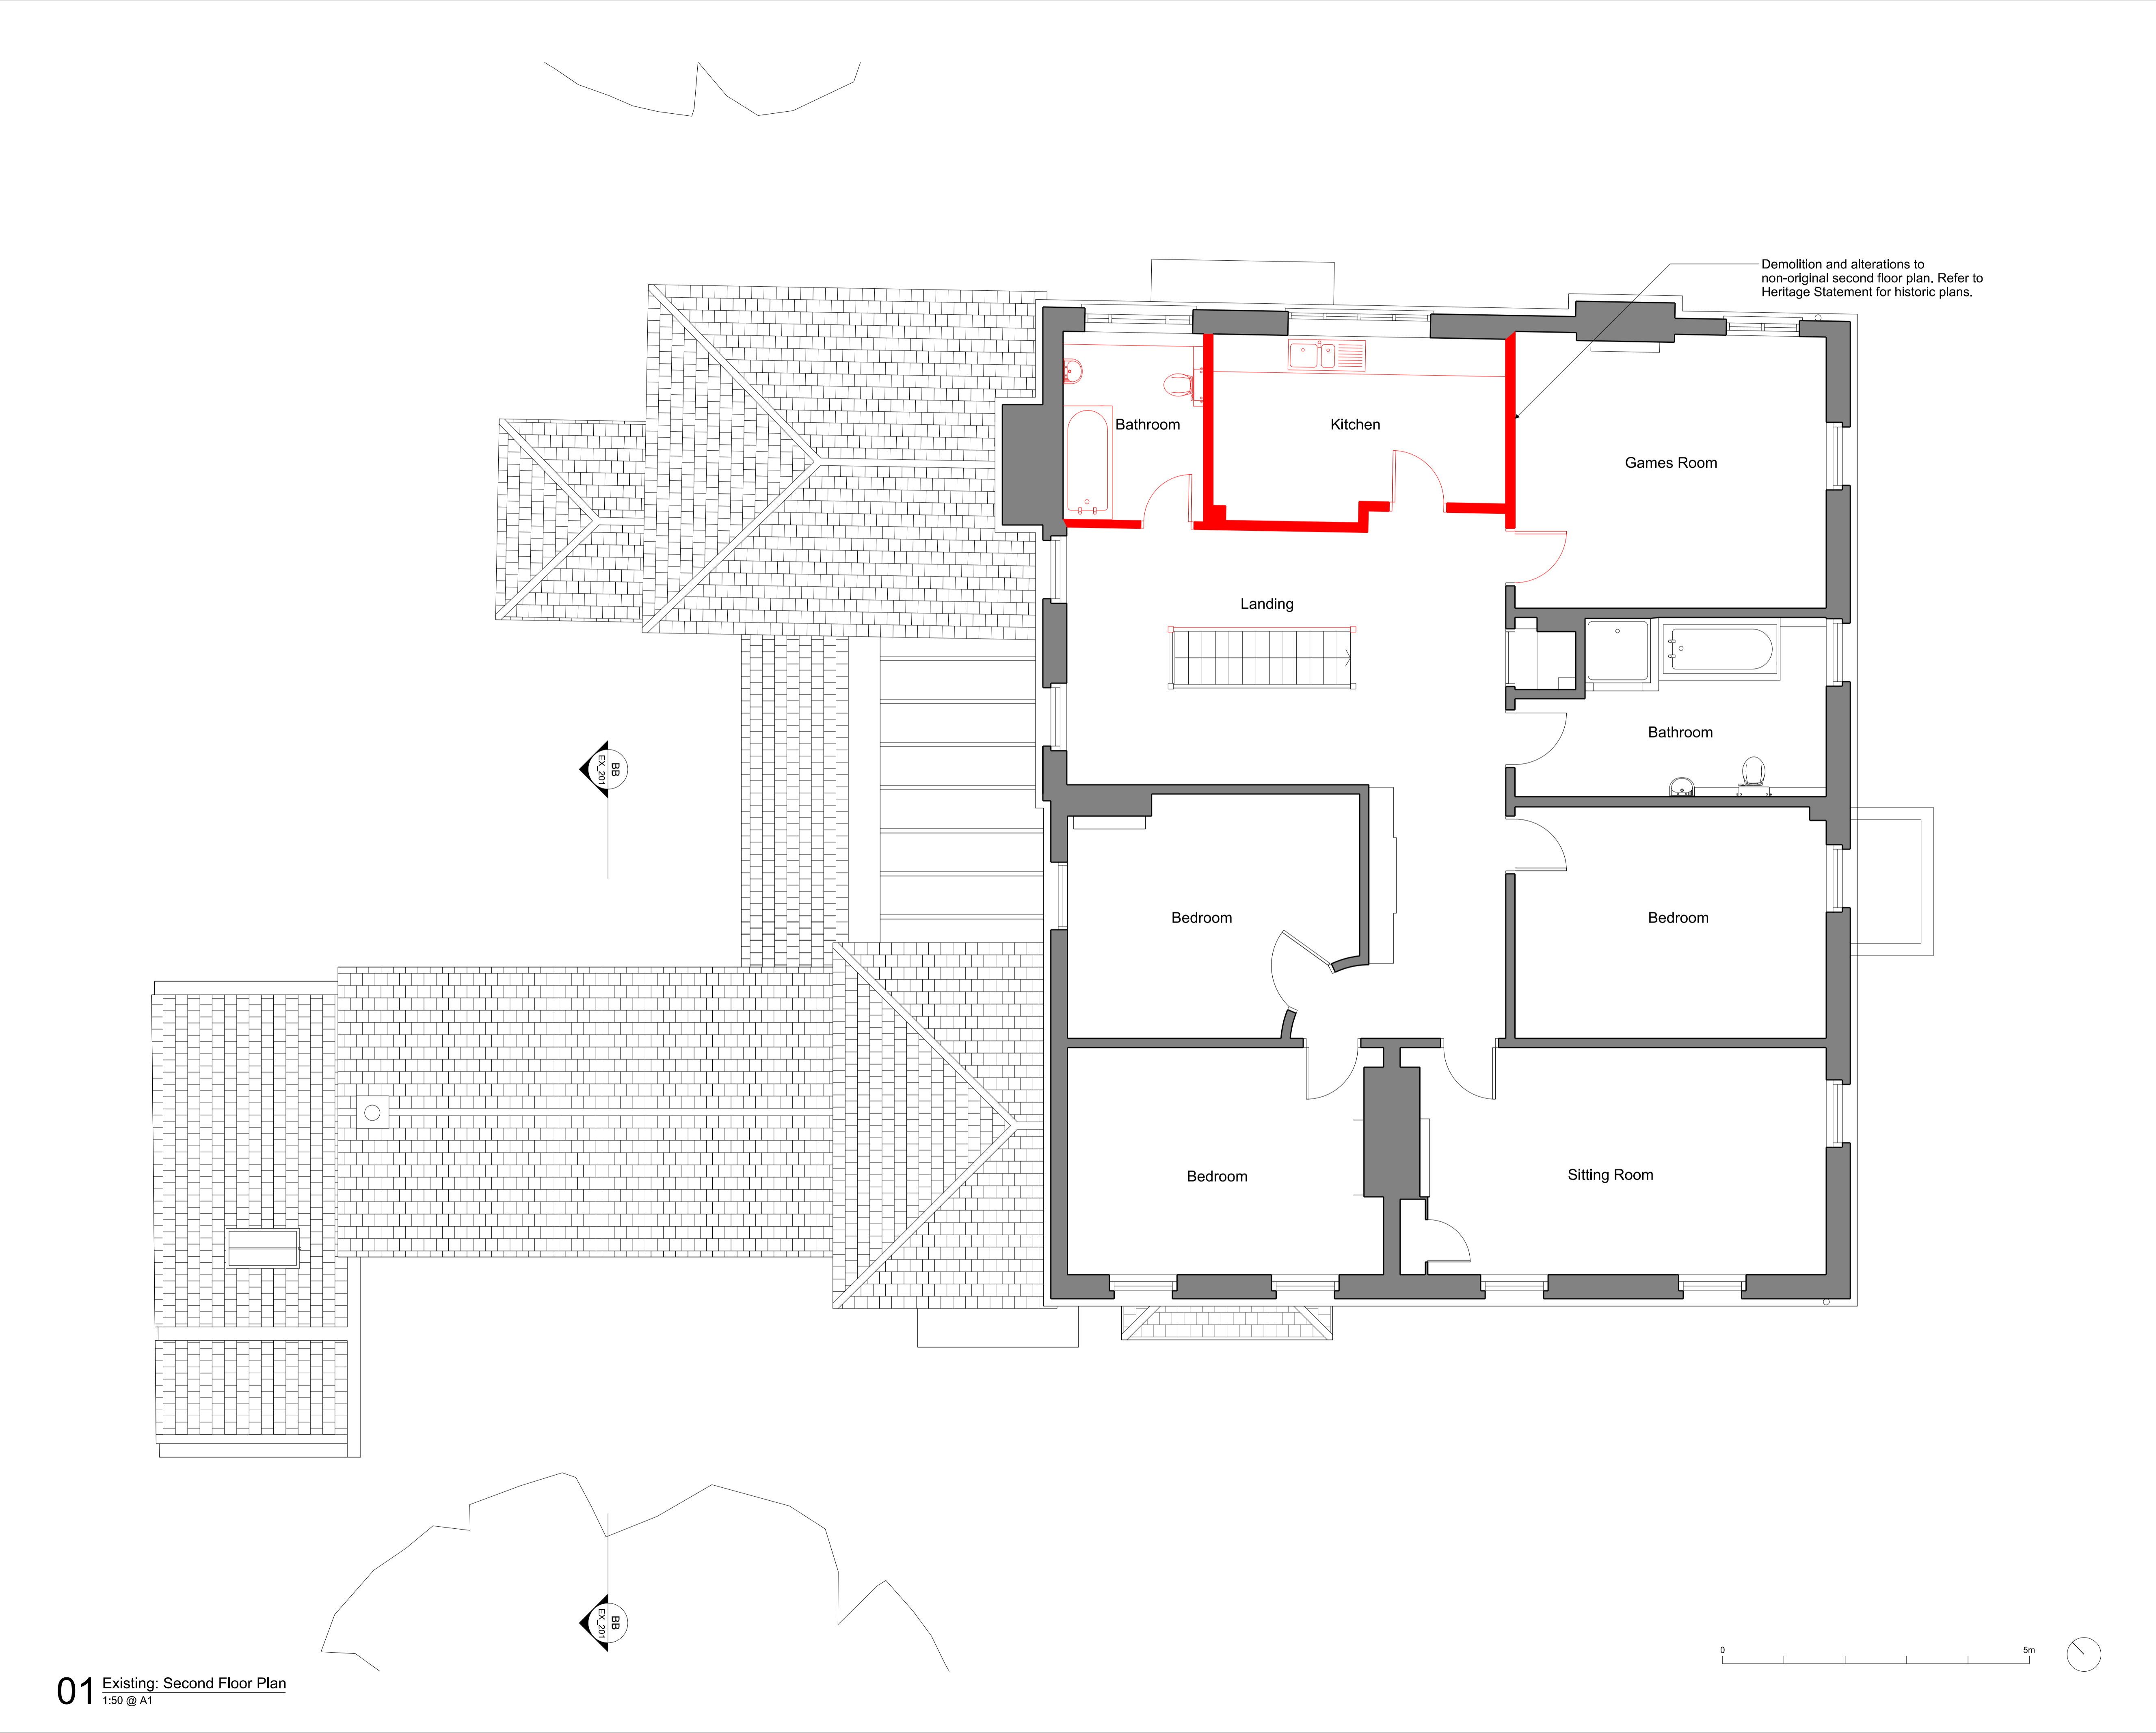 Demolition and alterations to
non-original second floor plan. Refer to
Heritage Statement for historic plans.
Bathroom
Kitchen
Games Room
Landing
Bathroom
BB
EX_201
Bedroom
Bedroom
Bedroom
Sitting Room
BB
EX_201
0
5m
01
Existing: Second Floor Plan
1:50 @ A1